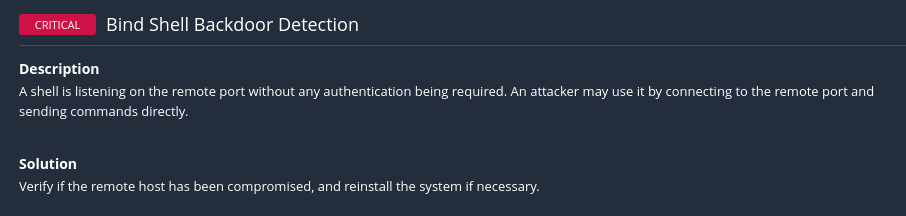 CRITICAL Bind Shell Backdoor Detection
Description
A shell is listening on the remote port without any authentication being required. An attacker may use it by connecting to the remote port and
sending commands directly.
Solution
Verify if the remote host has been compromised, and reinstall the system if necessary.